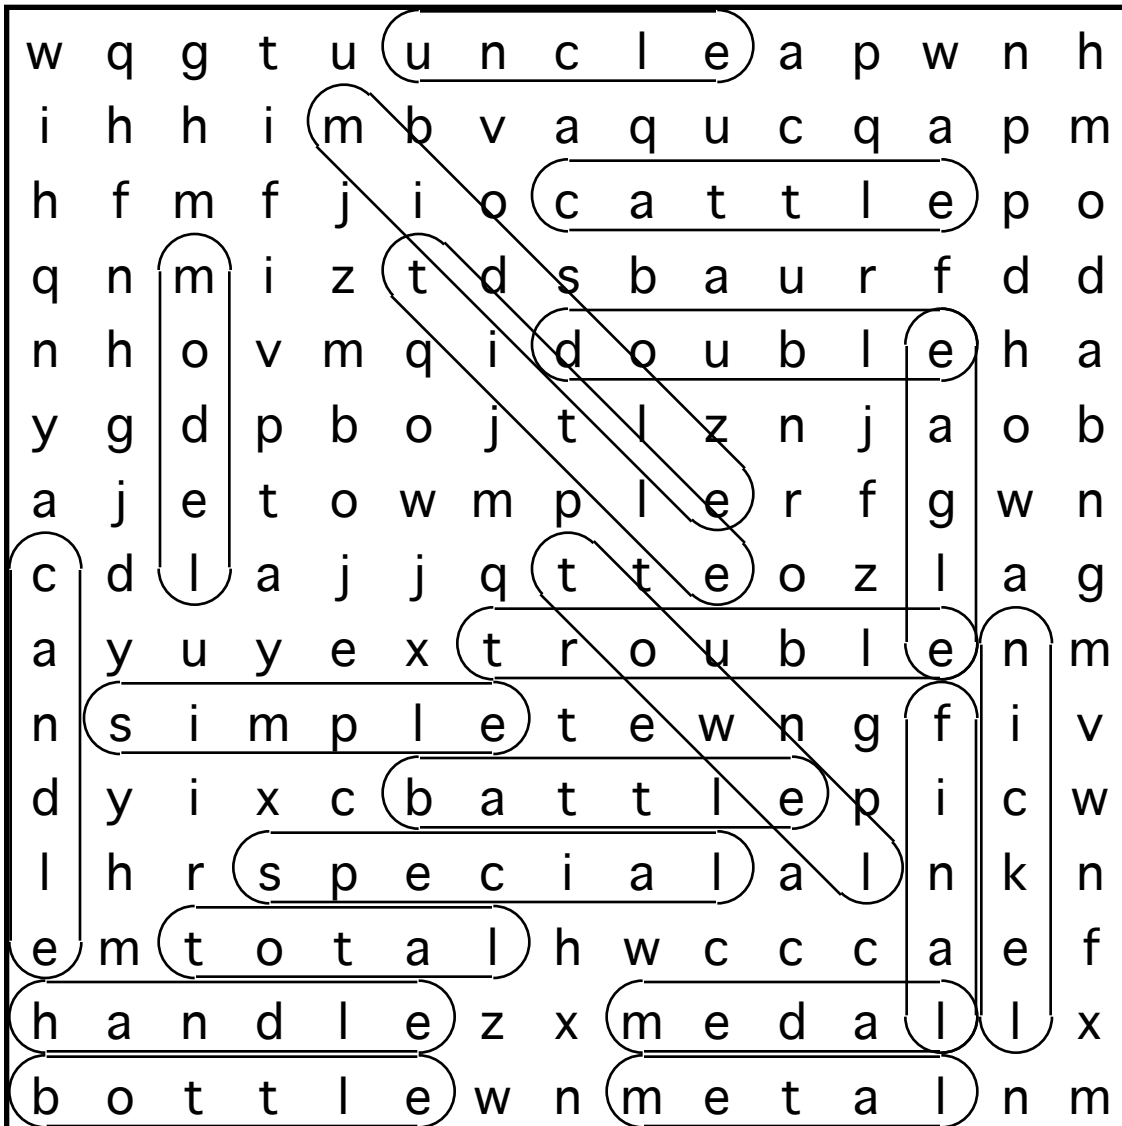 w q g t u u n c l e a p w n h
i h h i m b v a q u c q a p m
h f m f j i o c a t t l e p o
q n m i z t d s b a u r f d d
n h o v m q i d o u b l e h a
y g d p b o j t l z n j a o b
a j e t o w m p l e r f g w n
c d l a j j q t t e o z l a g
a y u y e x t r o u b l e n m
n s i m p l e t e w n g f i v
d y i x c b a t t l e p i c w
l h r s p e c i a l a l n k n
e m t o t a l h w c c c a e f
h a n d l e z x m e d a l l x
b o t t l e w n m e t a l n m